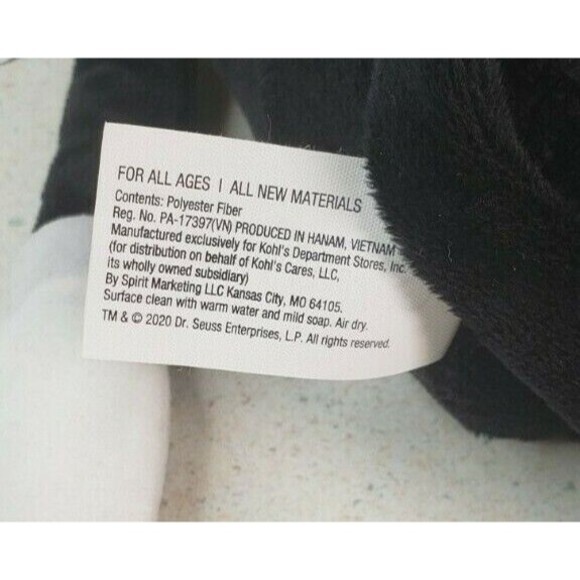 FOR ALL AGES | ALL NEW MATERIALS
Contents: Polyester Fiber
Reg. No. PA-17397(VN) PRODUCED IN HANAM, VIETNAM
Manufactured exclusively for Kohl's Department Stores, Inc.
(for distribution on behalf of Kohl's Cares, LLC,
its wholly owned subsidiary)
By Spirit Marketing LLC Kansas City, MO 64105.
Surface clean with warm water and mild soap. Air dry.
TM & © 2020 Dr. Seuss Enterprises, L.P. All rights reserved.